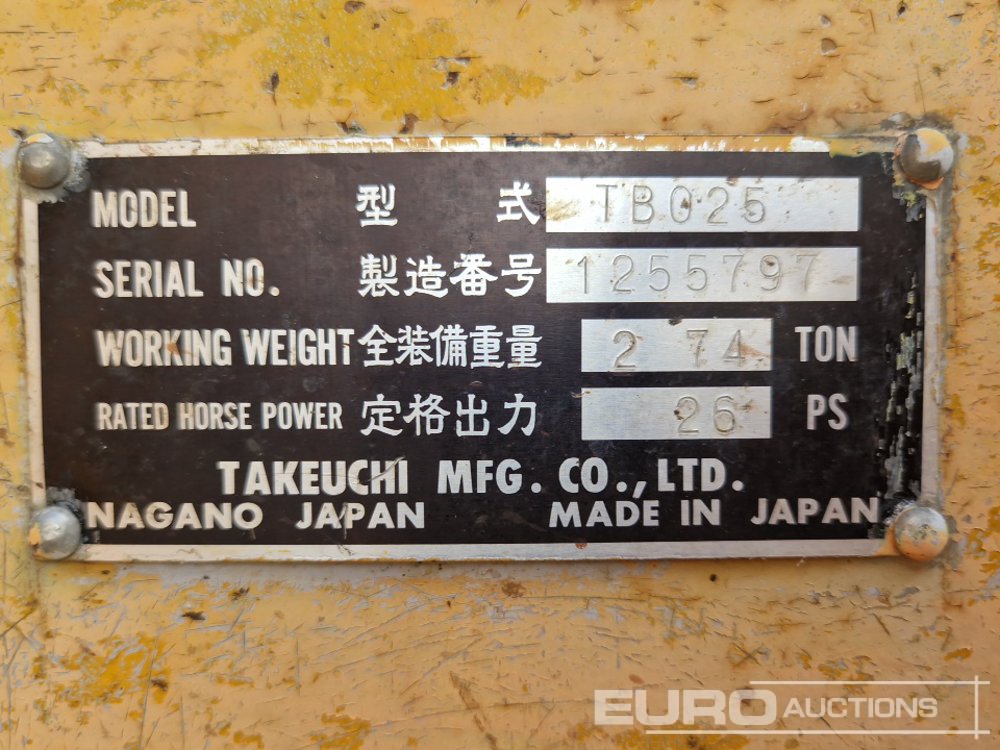 MODEL 型 式 TB025
SERIAL NO. 製造番号 1255797
WORKING WEIGHT 全装備重量 2 74 TON
RATED HORSE POWER 定格出力 26 PS
TAKEUCHI MFG. CO., LTD.
NAGANO JAPAN MADE IN JAPAN
EURO AUCTIONS